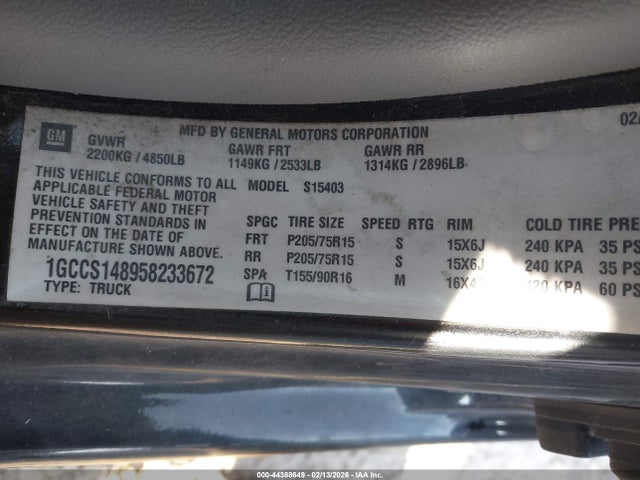 GM
MFD BY GENERAL MOTORS CORPORATION
02/
GVWR GAWR FRT GAWR RR
2200KG / 4850LB 1149KG / 2533LB 1314KG / 2896LB
THIS VEHICLE CONFORMS TO ALL
APPLICABLE FEDERAL MOTOR
VEHICLE SAFETY AND THEFT
PREVENTION STANDARDS IN
EFFECT ON THE DATE OF
MANUFACTURE SHOWN ABOVE.
1GCCS148958233672
TYPE: TRUCK
MODEL S15403
SPGC TIRE SIZE SPEED RTG RIM COLD TIRE PRE
FRT P205/75R15 S 15X6J 240 KPA 35 PS
RR P205/75R15 S 15X6J 240 KPA 35 PS
SPA T155/90R16 M 16X4 KPA 60 PS
000-44388649 - 02/13/2026 - IAA, Inc.